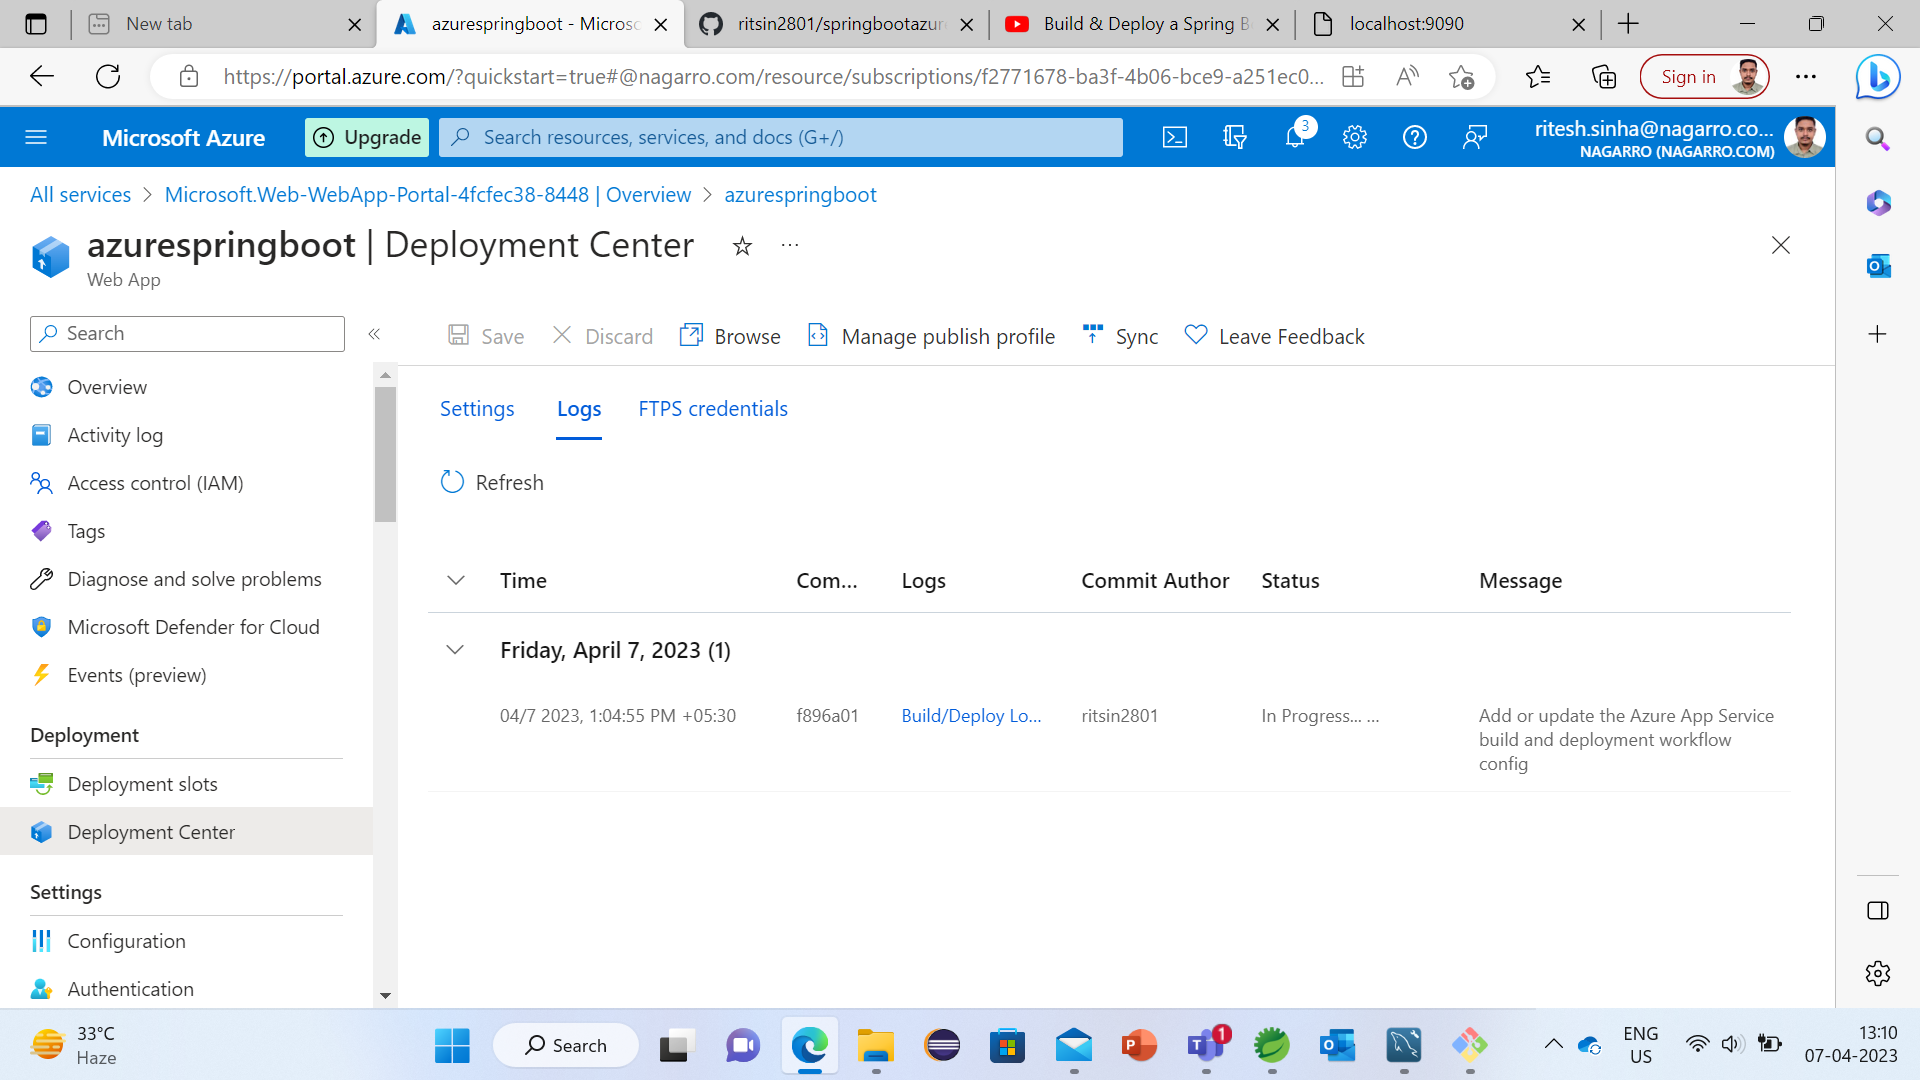 New tab
azurespringboot - Microso
ritsin2801/springbootazur
Build & Deploy a Spring B
localhost:9090
https://portal.azure.com/?quickstart=true#@nagarro.com/resource/subscriptions/f2771678-ba3f-4b06-bce9-a251ec0...
Sign in
Microsoft Azure
Upgrade
Search resources, services, and docs (G+/)
3
ritesh.sinha@nagarro.co...
NAGARRO (NAGARRO.COM)
All services > Microsoft.Web-WebApp-Portal-4fcfec38-8448 | Overview > azurespringboot
azurespringboot | Deployment Center
Web App
Search
Save
Discard
Browse
Manage publish profile
Sync
Leave Feedback
Overview
Activity log
Access control (IAM)
Tags
Diagnose and solve problems
Microsoft Defender for Cloud
Events (preview)
Deployment
Deployment slots
Deployment Center
Settings
Configuration
Authentication
Settings
Logs
FTPS credentials
Refresh
Time
Com...
Logs
Commit Author
Status
Message
Friday, April 7, 2023 (1)
04/7 2023, 1:04:55 PM +05:30
f896a01
Build/Deploy Lo...
ritsin2801
In Progress... ...
Add or update the Azure App Service
build and deployment workflow
config
33°C
Haze
Search
1
ENG
US
13:10
07-04-2023